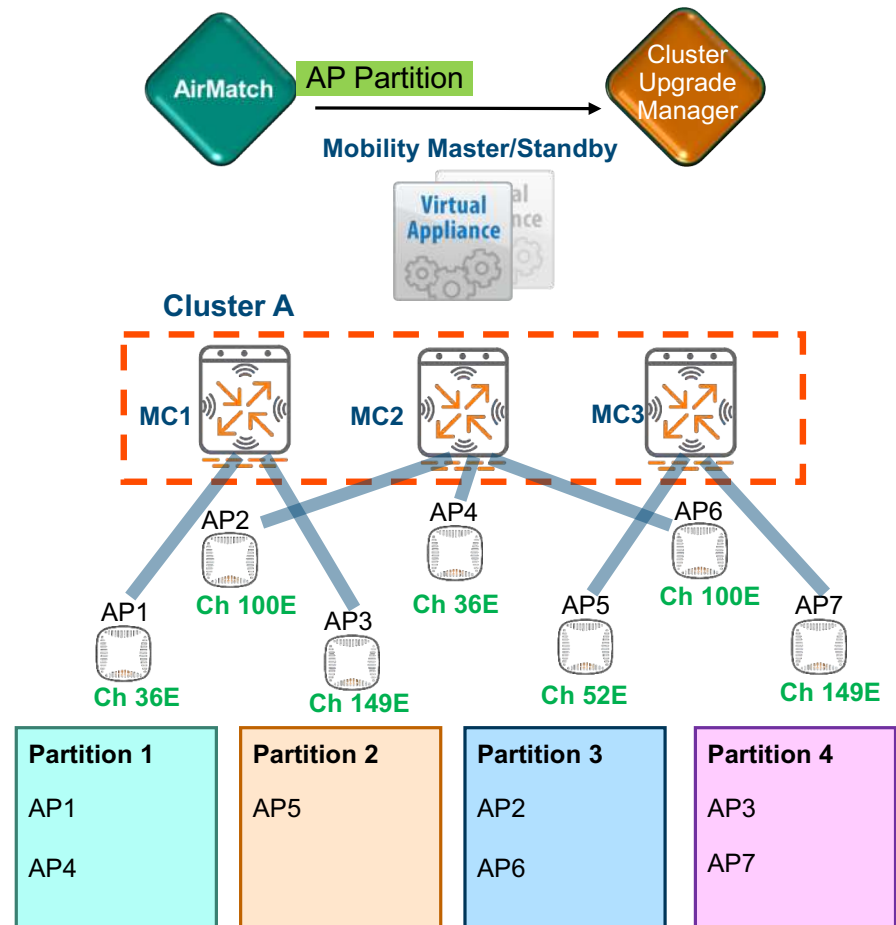 AirMatch
AP Partition
Cluster
Upgrade
Manager
Mobility Master/Standby
Virtual
Appliance
Cluster A
MC1
MC2
MC3
AP2
AP4
AP6
Ch 100E
Ch 36E
Ch 100E
AP1
AP3
AP5
AP7
Ch 36E
Ch 149E
Ch 52E
Ch 149E
Partition 1
AP1
AP4
Partition 2
AP5
Partition 3
AP2
AP6
Partition 4
AP3
AP7